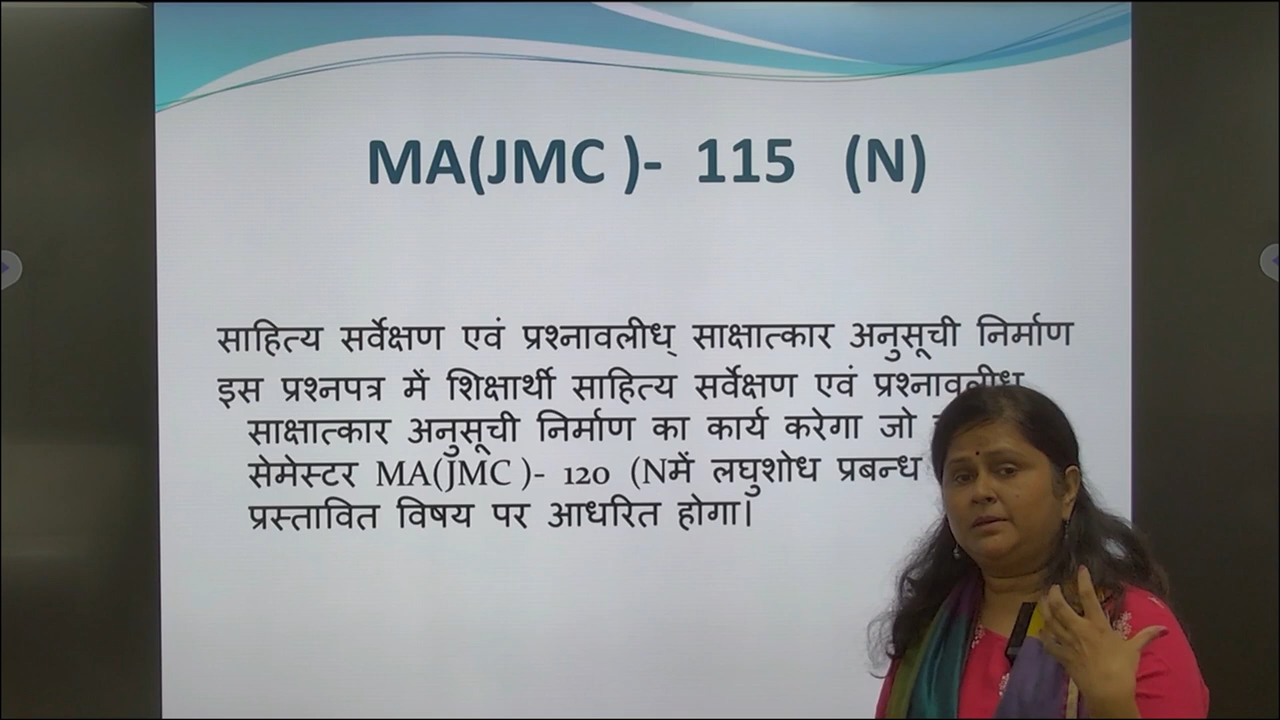 MA(JMC )- 115 (N)
साहित्य सर्वेक्षण एवं प्रश्नावलीध् साक्षात्कार अनुसूची निर्माण
इस प्रश्नपत्र में शिक्षार्थी साहित्य सर्वेक्षण एवं प्रश्नावलीध्
साक्षात्कार अनुसूची निर्माण का कार्य करेगा जो
सेमेस्टर MA(JMC )- 120 (Nमें लघुशोध प्रबन्ध
प्रस्तावित विषय पर आधरित होगा।